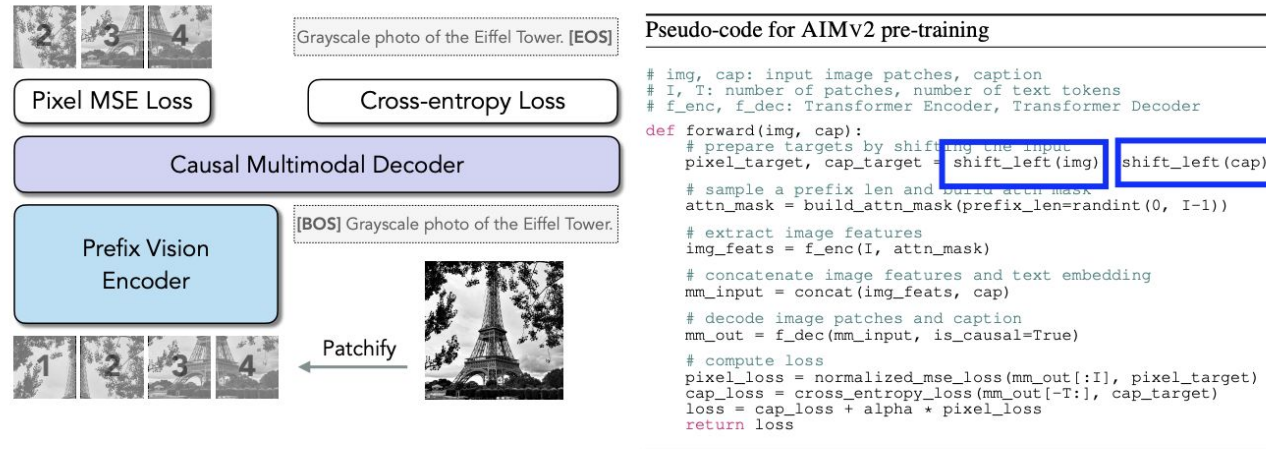 2 3 4
Grayscale photo of the Eiffel Tower. [EOS]
Pixel MSE Loss
Cross-entropy Loss
Causal Multimodal Decoder
Prefix Vision
Encoder
[BOS] Grayscale photo of the Eiffel Tower.
Patchify
1 2 3 4
Pseudo-code for AIMv2 pre-training
# img, cap: input image patches, caption
# I, T: number of patches, number of text tokens
# f_enc, f_dec: Transformer Encoder, Transformer Decoder
def forward(img, cap):
    # prepare targets by shifting the input
    pixel_target, cap_target = shift_left(img) shift_left(cap)
    # sample a prefix len and build attn mask
    attn_mask = build_attn_mask(prefix_len=randint(0, I-1))
    # extract image features
    img_feats = f_enc(I, attn_mask)
    # concatenate image features and text embedding
    mm_input = concat(img_feats, cap)
    # decode image patches and caption
    mm_out = f_dec(mm_input, is_causal=True)
    # compute loss
    pixel_loss = normalized_mse_loss(mm_out[:I], pixel_target)
    cap_loss = cross_entropy_loss(mm_out[-T:], cap_target)
    loss = cap_loss + alpha * pixel_loss
    return loss